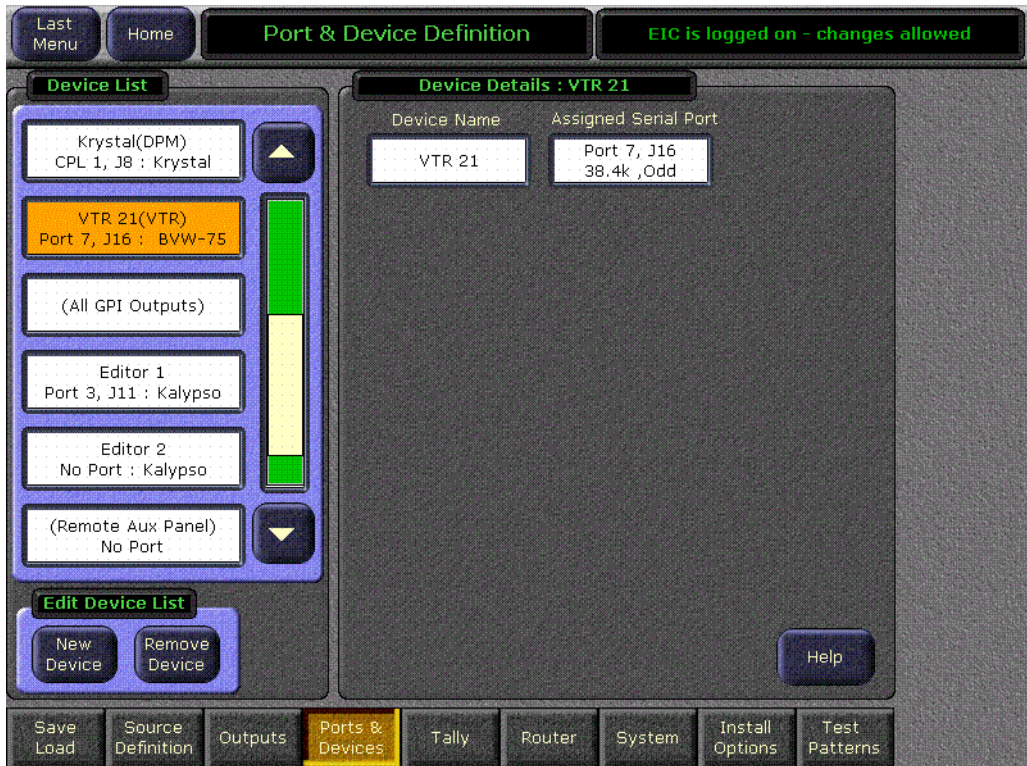 Last
Menu
Home
Port & Device Definition
EIC is logged on - changes allowed
Device List
Krystal(DPM)
CPL 1, J8 : Krystal
VTR 21(VTR)
Port 7, J16 : BVW-75
(All GPI Outputs)
Editor 1
Port 3, J11 : Kalypso
Editor 2
No Port : Kalypso
(Remote Aux Panel)
No Port
Edit Device List
New
Device
Remove
Device
Device Details : VTR 21
Device Name
Assigned Serial Port
VTR 21
Port 7, J16
38.4k ,Odd
Help
Save
Load
Source
Definition
Outputs
Ports &
Devices
Tally
Router
System
Install
Options
Test
Patterns